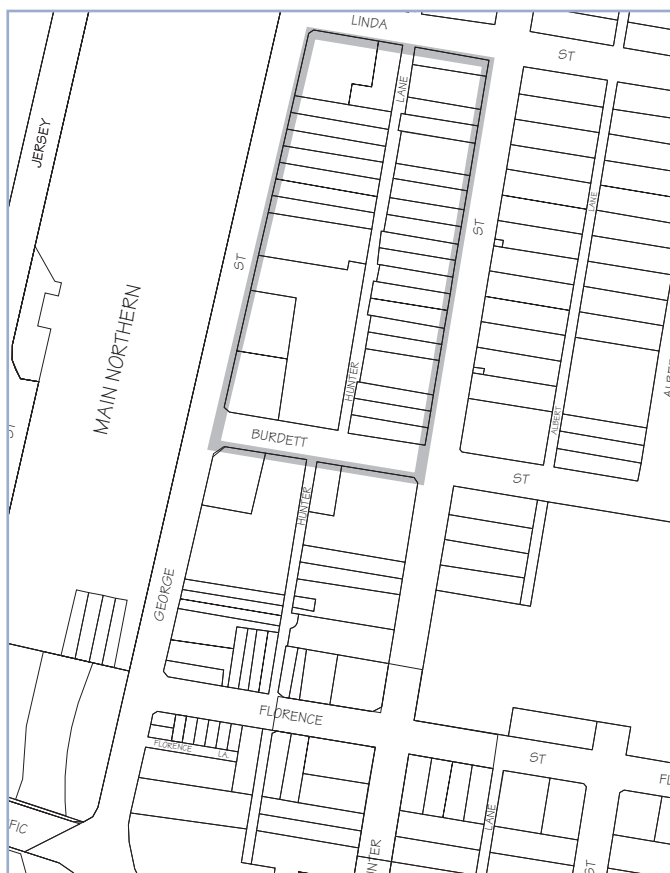 LINDA
ST
LANE
JERSEY
LANE
ST
ST
MAIN NORTHERN
HUNTER
ALBERT
BURDETT
ST
HUNTER
GEORGE
FLORENCE
FLORENCE LA.
ST
FIC
LANE
ST